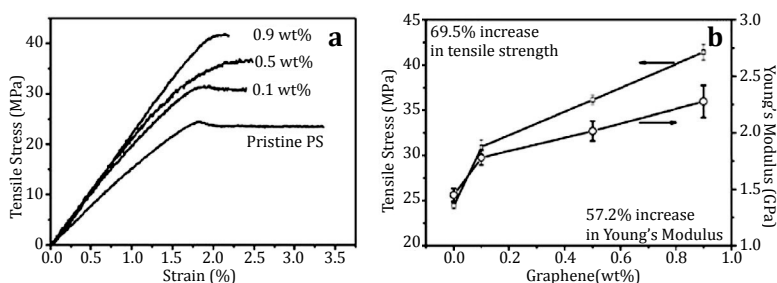 a
0.9 wt%
0.5 wt%
0.1 wt%
Pristine PS
Tensile Stress (MPa)
40
30
20
10
0
0.0 0.5 1.0 1.5 2.0 2.5 3.0 3.5
Strain (%)
b
69.5% increase
in tensile strength
57.2% increase
in Young's Modulus
Tensile Stress (MPa)
45
40
35
30
25
20
0.0 0.2 0.4 0.6 0.8 1.0
Graphene(wt%)
3.0
2.5
2.0
1.5
1.0
Young's Modulus (GPa)